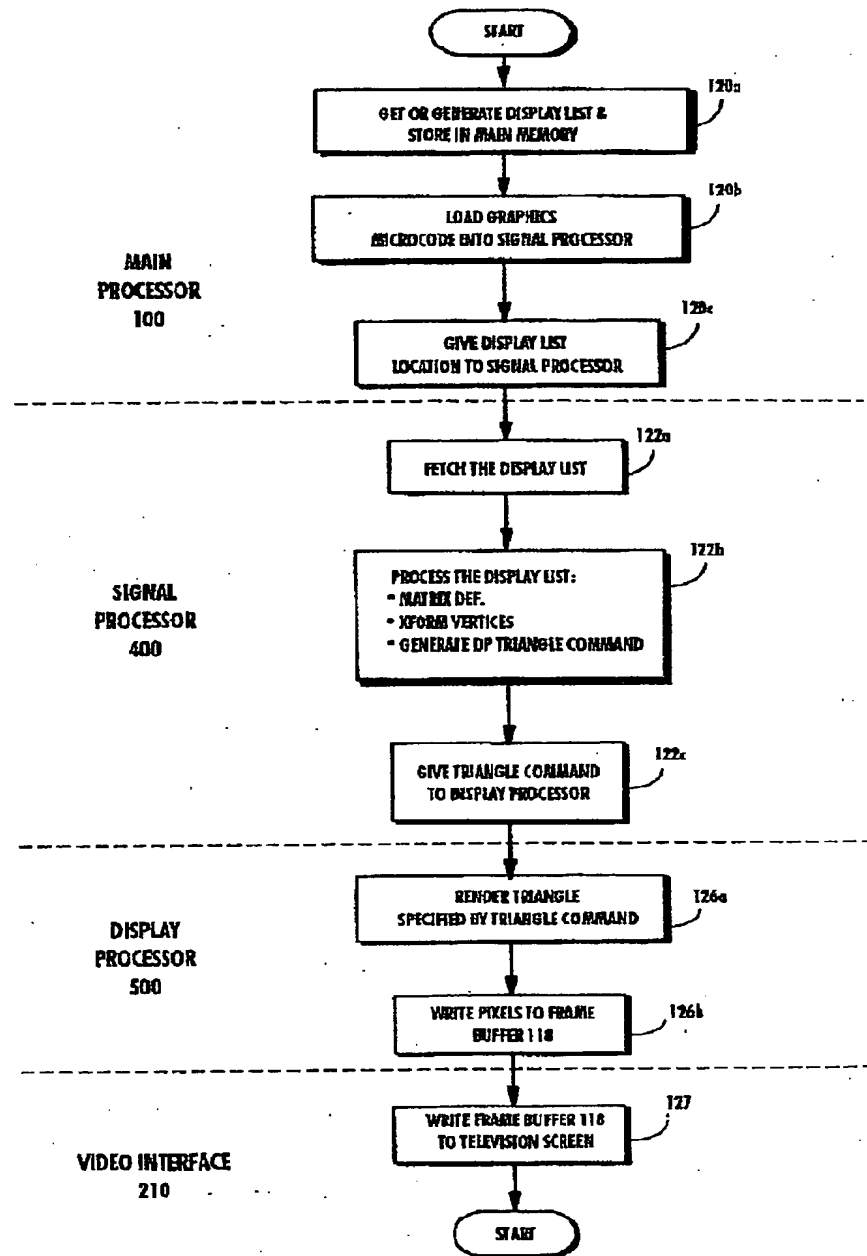 START
120a
GET OR GENERATE DISPLAY LIST &
STORE IN MAIN MEMORY
120b
LOAD GRAPHICS
MICROCODE INTO SIGNAL PROCESSOR
MAIN
PROCESSOR
100
120c
GIVE DISPLAY LIST
LOCATION TO SIGNAL PROCESSOR
122a
FETCH THE DISPLAY LIST
122b
PROCESS THE DISPLAY LIST:
- MATRIX DEF.
- XFORM VERTICES
- GENERATE DP TRIANGLE COMMAND
SIGNAL
PROCESSOR
400
122c
GIVE TRIANGLE COMMAND
TO DISPLAY PROCESSOR
126a
RENDER TRIANGLE
SPECIFIED BY TRIANGLE COMMAND
DISPLAY
PROCESSOR
500
126b
WRITE PIXELS TO FRAME
BUFFER 118
127
WRITE FRAME BUFFER 118
TO TELEVISION SCREEN
VIDEO INTERFACE
210
START